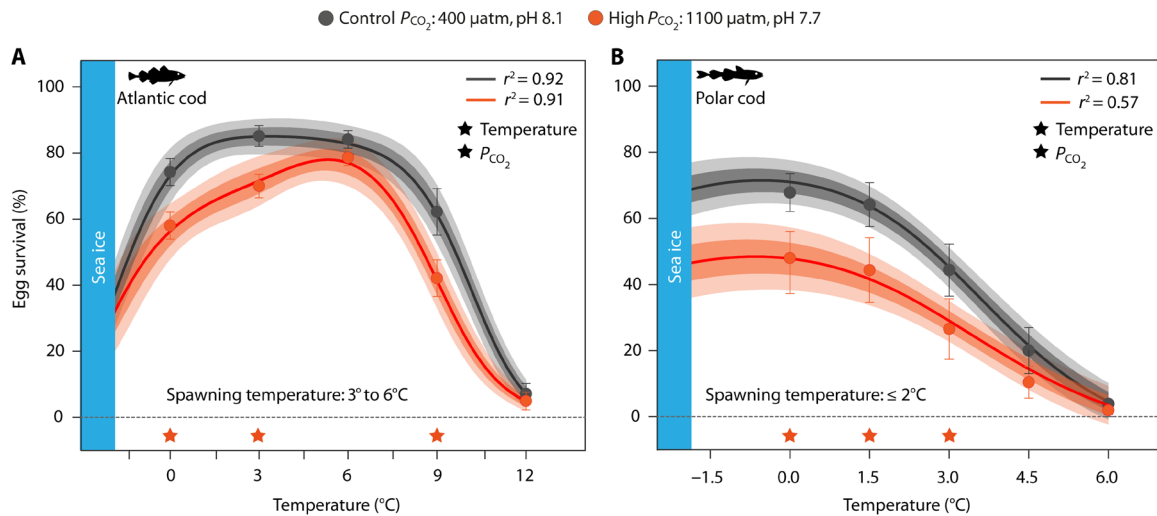 Control PCO₂: 400 µatm, pH 8.1
High PCO₂: 1100 µatm, pH 7.7
A
Atlantic cod
r² = 0.92
r² = 0.91
★ Temperature
★ PCO₂
Egg survival (%)
100
80
60
40
20
0
Sea ice
Spawning temperature: 3° to 6°C
0 3 6 9 12
Temperature (°C)
B
Polar cod
r² = 0.81
r² = 0.57
★ Temperature
★ PCO₂
100
80
60
40
20
0
Sea ice
Spawning temperature: ≤ 2°C
−1.5 0.0 1.5 3.0 4.5 6.0
Temperature (°C)